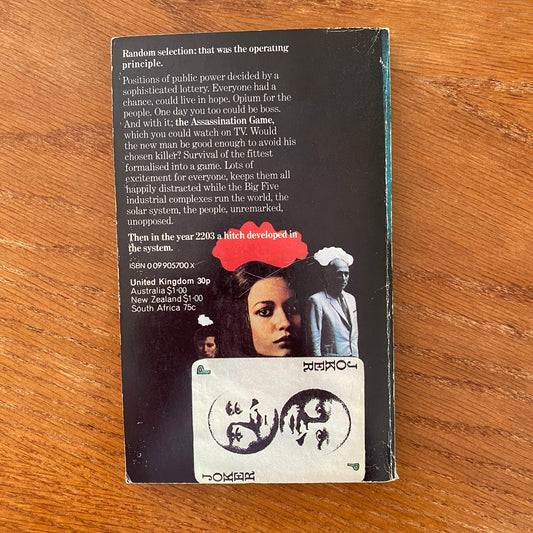 Random selection: that was the operating
principle.
Positions of public power decided by a
sophisticated lottery. Everyone had a
chance, could live in hope. Opium for the
people. One day you too could be boss.
And with it; the Assassination Game,
which you could watch on TV. Would
the new man be good enough to avoid his
chosen killer? Survival of the fittest
formalised into a game. Lots of
excitement for everyone, keeps them all
happily distracted while the Big Five
industrial complexes run the world, the
solar system, the people, unremarked,
unopposed.
Then in the year 2203 a hitch developed in
the system.
ISBN 0 09 905700 X
United Kingdom 30p
Australia $1·00
New Zealand $1·00
South Africa 75c
P
JOKER
JOKER
P